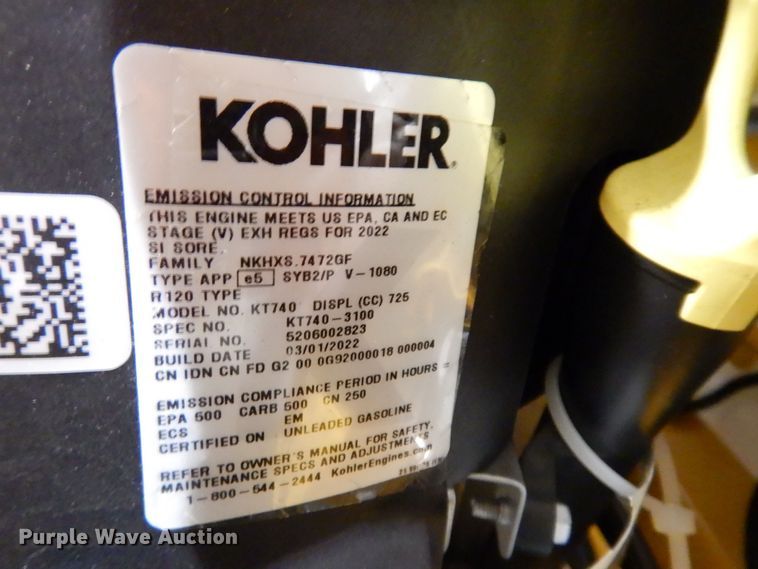 KOHLER.
EMISSION CONTROL INFORMATION
THIS ENGINE MEETS US EPA, CA AND EC
STAGE (V) EXH REGS FOR 2022
SI SORE.
FAMILY NKHXS.7472GF
TYPE APP e5 SYB2/P V-1080
R120 TYPE
MODEL NO. KT740 DISPL (CC) 725
SPEC NO. KT740-3100
SERIAL NO. 5206002823
BUILD DATE 03/01/2022
CN IDN CN FD G2 00 0G92000018 000004
EMISSION COMPLIANCE PERIOD IN HOURS =
EPA 500 CARB 500 CN 250
ECS EM
CERTIFIED ON UNLEADED GASOLINE
REFER TO OWNER'S MANUAL FOR SAFETY,
MAINTENANCE SPECS AND ADJUSTMENTS
1-800-544-2444 KohlerEngines.com
Purple Wave Auction